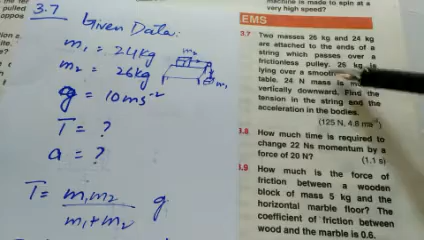 pulled
oppos
machine is made to spin at a
very high speed?
3.7
Given Data:
m₁ = 24kg
m₂ = 26kg
g = 10ms⁻²
T = ?
a = ?
T = m₁m₂ / m₁+m₂ g
m₂
m₁
EMS
3.7 Two masses 26 kg and 24 kg
are attached to the ends of a
string which passes over a
frictionless pulley. 26 kg is
lying over a smooth
table. 24 N mass is
vertically downward. Find the
tension in the string and the
acceleration in the bodies.
(125 N, 4.8 ms⁻²)
3.8 How much time is required to
change 22 Ns momentum by a
force of 20 N?
(1.1 s)
3.9 How much is the force of
friction between a wooden
block of mass 5 kg and the
horizontal marble floor? The
coefficient of friction between
wood and the marble is 0.6.